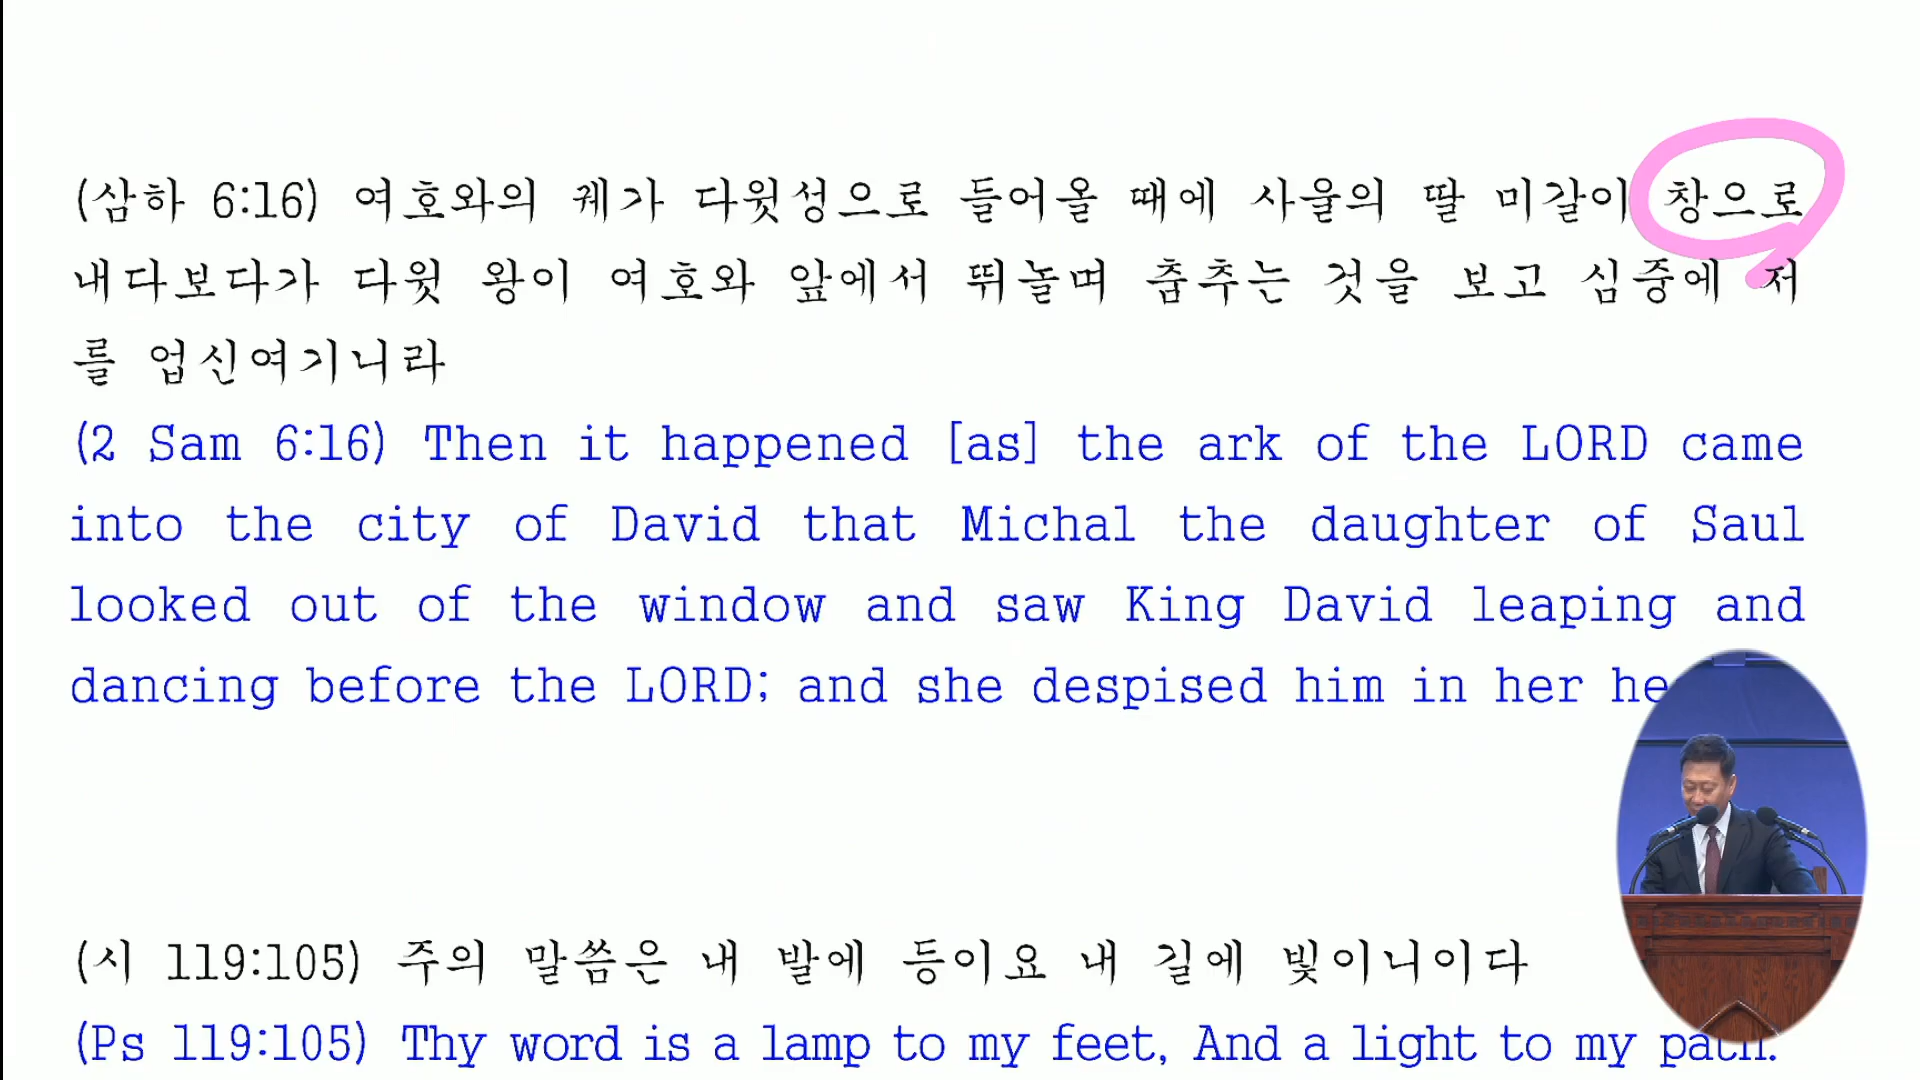 (삼하 6:16) 여호와의 궤가 다윗성으로 들어올 때에 사울의 딸 미갈이 창으로
내다보다가 다윗 왕이 여호와 앞에서 뛰놀며 춤추는 것을 보고 심중에 저
를 업신여기니라
(2 Sam 6:16) Then it happened [as] the ark of the LORD came
into the city of David that Michal the daughter of Saul
looked out of the window and saw King David leaping and
dancing before the LORD; and she despised him in her
(시 119:105) 주의 말씀은 내 발에 등이요 내 길에 빛이니이다
(Ps 119:105) Thy word is a lamp to my feet, And a light to my path.